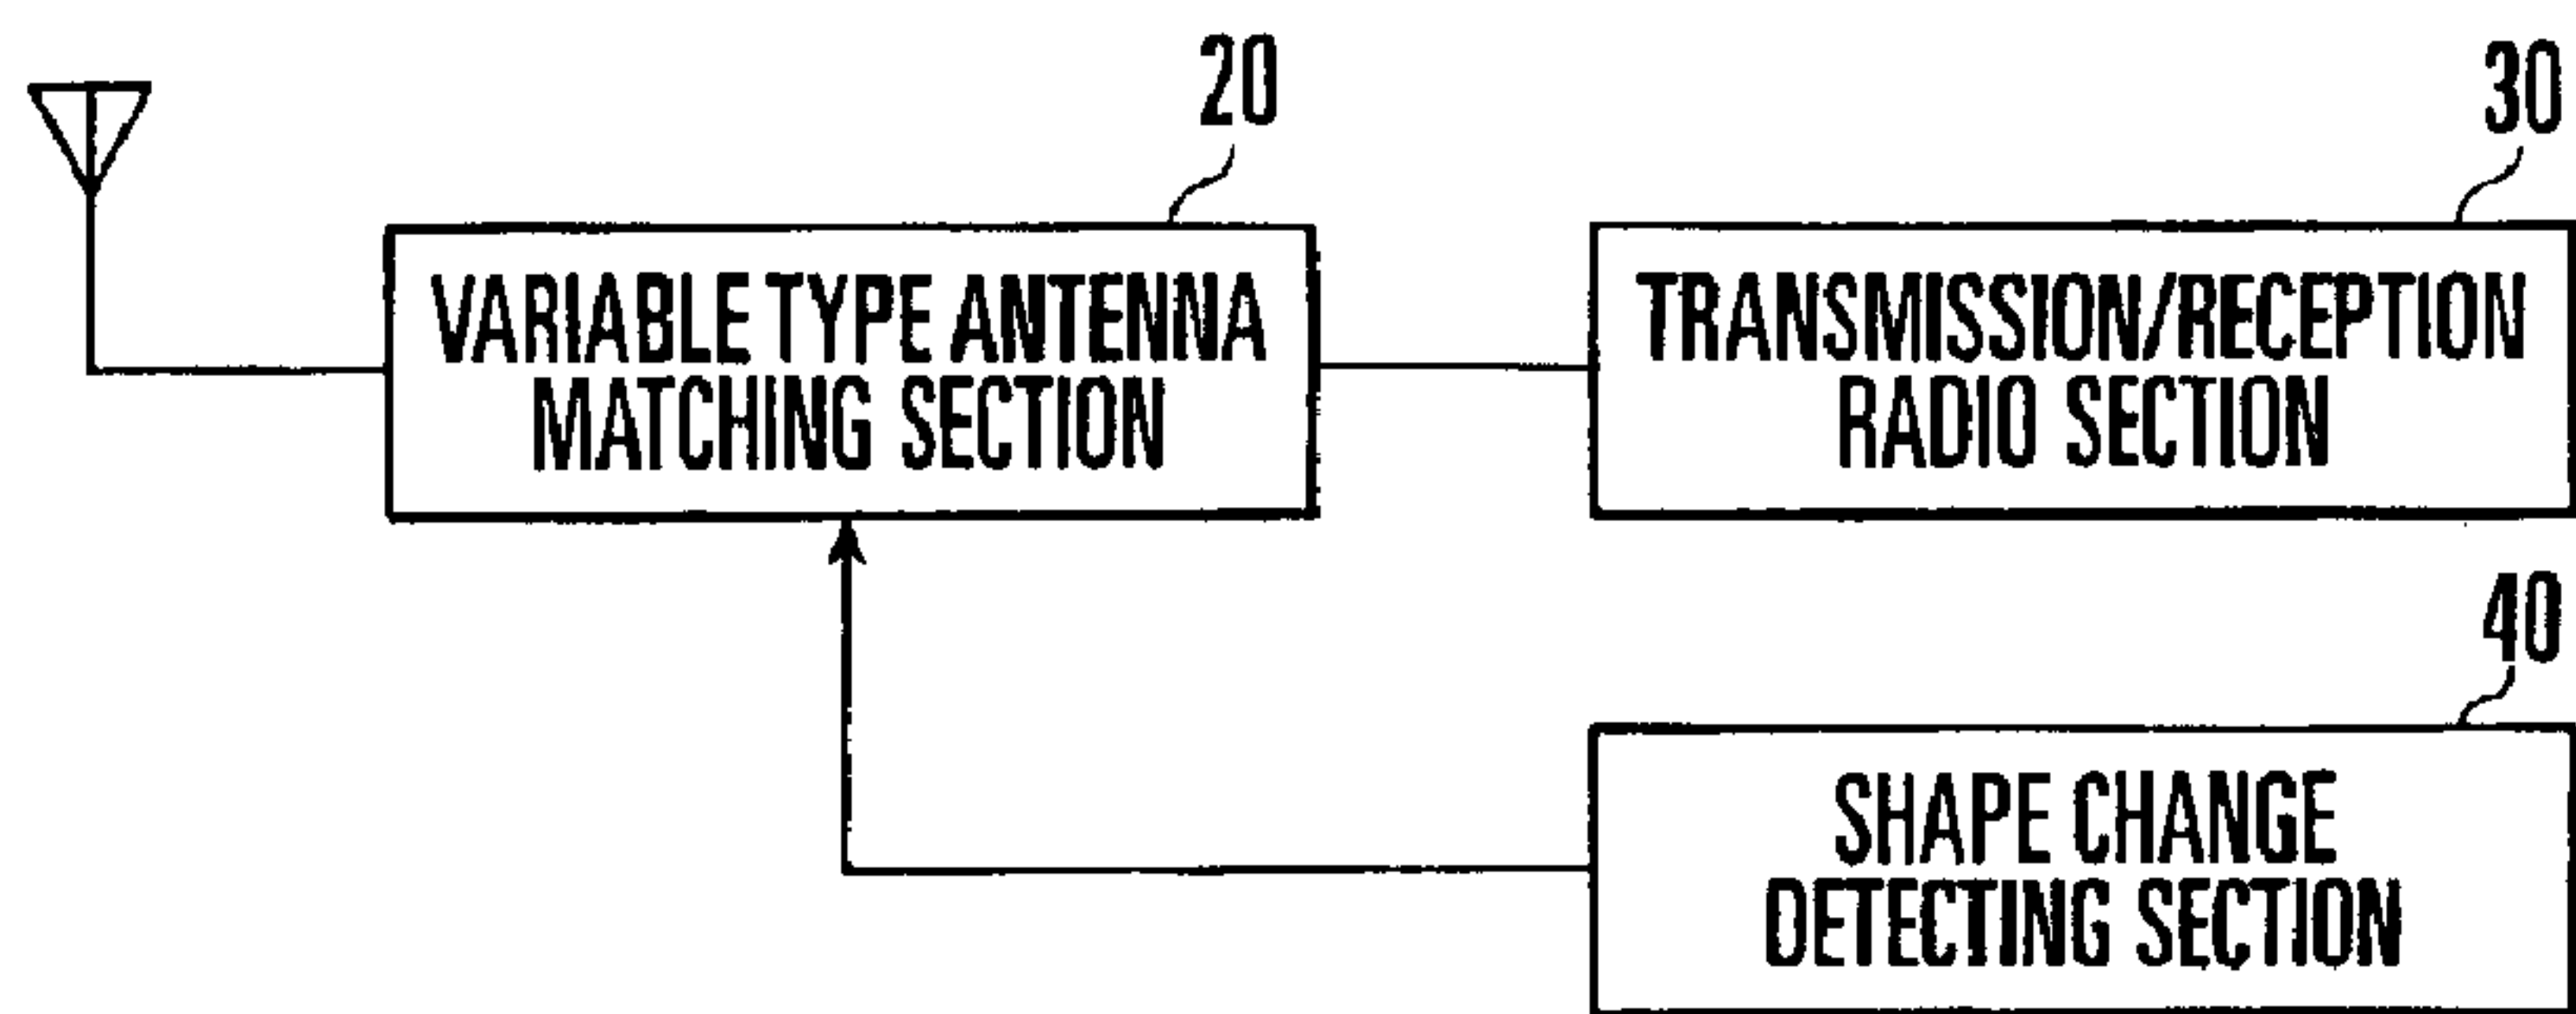 20
30
VARIABLE TYPE ANTENNA
MATCHING SECTION
TRANSMISSION/RECEPTION
RADIO SECTION
40
SHAPE CHANGE
DETECTING SECTION